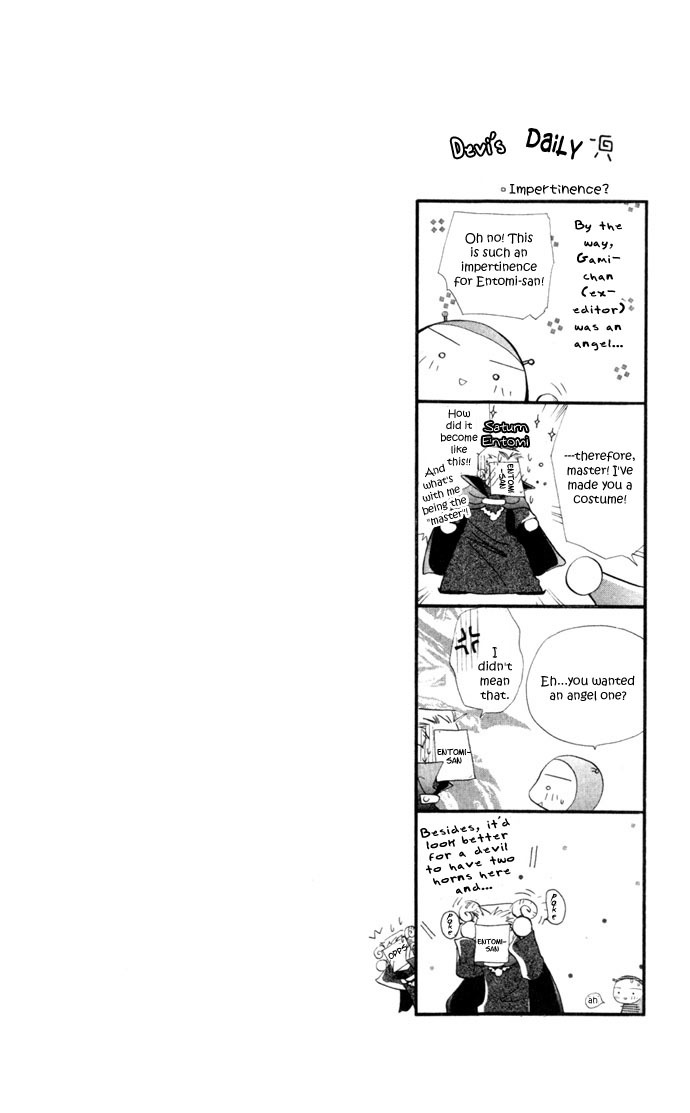 Devi's Daily
Impertinence?
By the
way,
Gami-
chan
(ex-
editor)
was an
angel...
Oh no! This
is such an
impertinence
for Entomi-san!
---therefore,
master! I've
made you a
costume!
Saturn
Entomi
ENTOMI
-SAN
How
did it
become
like
this!!
And
what's
with me
being the
"master"!
Eh...you wanted
an angel one?
I
didn't
mean
that.
ENTOMI-
SAN
Besides, it'd
look better
for a devil
to have two
horns here
and...
POKE
POKE
ENTOMI-
SAN
ah
OPPS